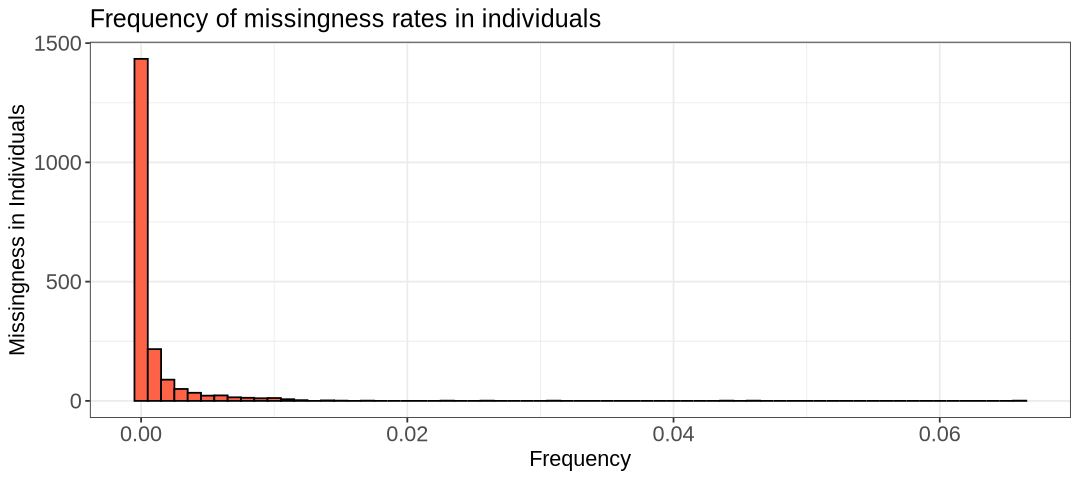 Frequency of missingness rates in individuals
Missingness in Individuals
1500
1000
500
0
0.00 0.02 0.04 0.06
Frequency